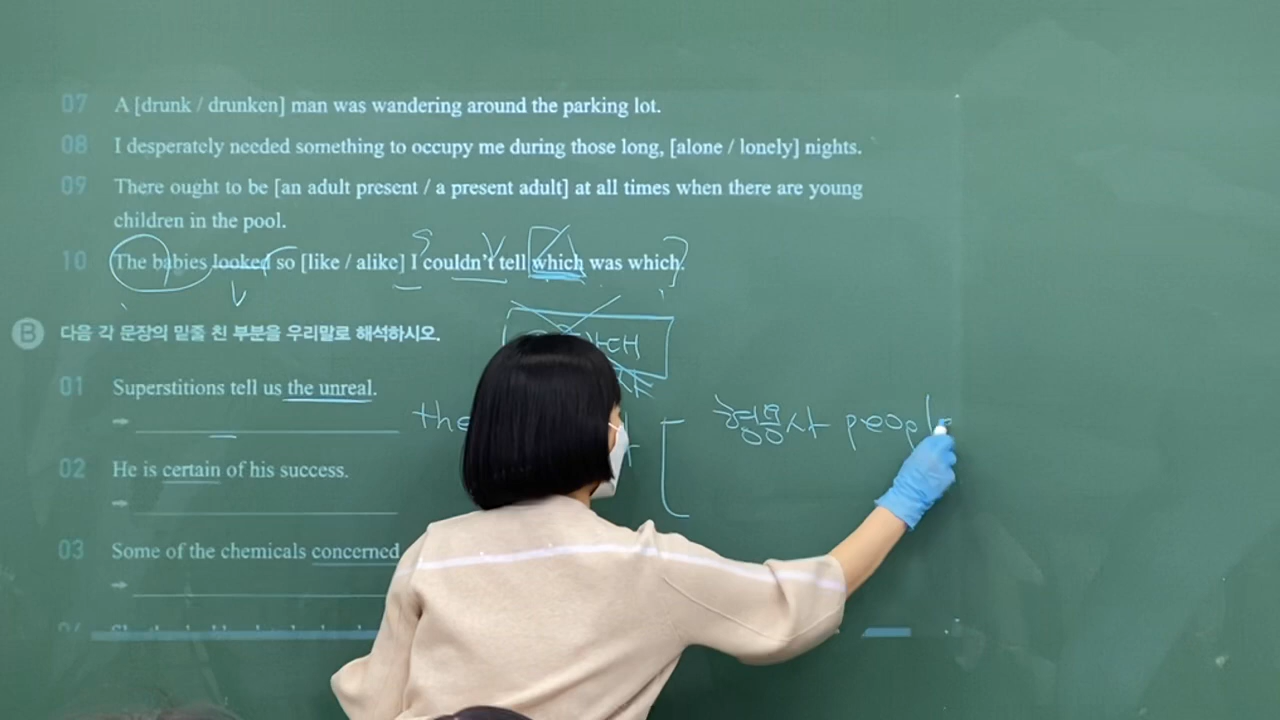 07 A [drunk / drunken] man was wandering around the parking lot.
08 I desperately needed something to occupy me during those long, [alone / lonely] nights.
09 There ought to be [an adult present / a present adult] at all times when there are young
children in the pool.
10 The babies looked so [like / alike] I couldn't tell which was which.
S V ?
V
B 다음 각 문장의 밑줄 친 부분을 우리말로 해석하시오.
01 Superstitions tell us the unreal.
the 형용사 people
02 He is certain of his success.
03 Some of the chemicals concerned